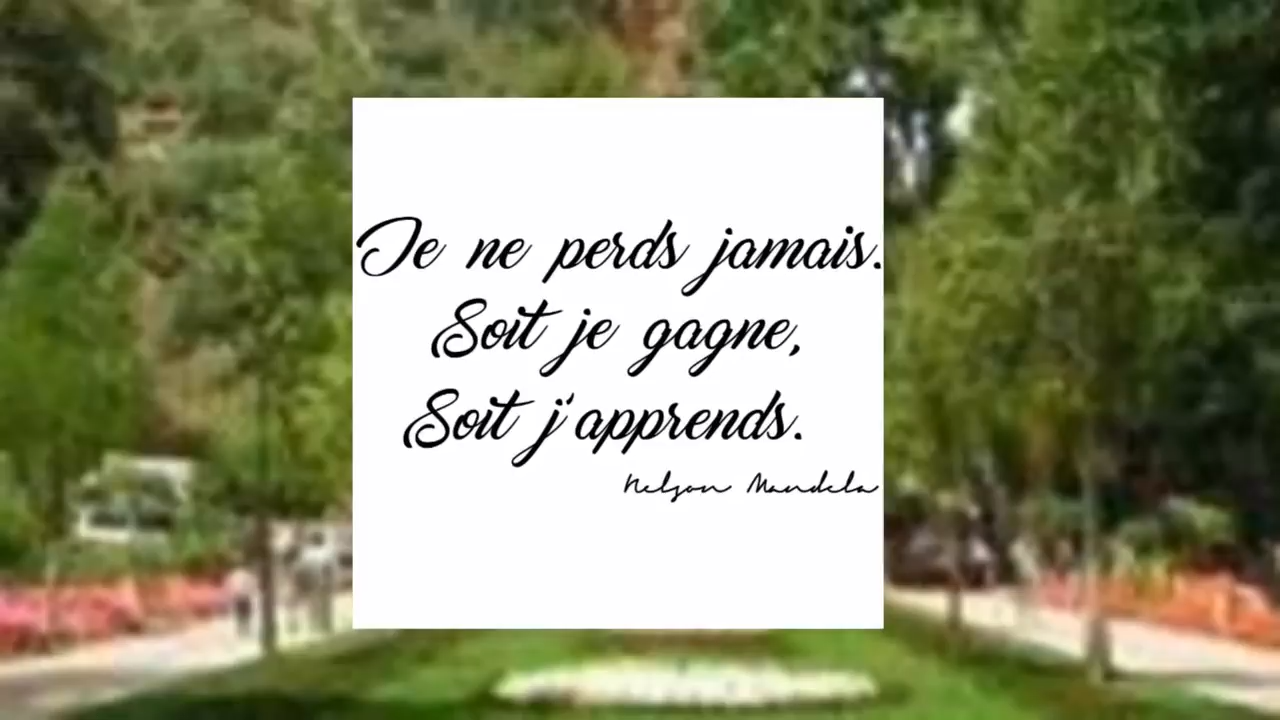 Je ne perds jamais.
Soit je gagne,
Soit j'apprends.
Nelson Mandela